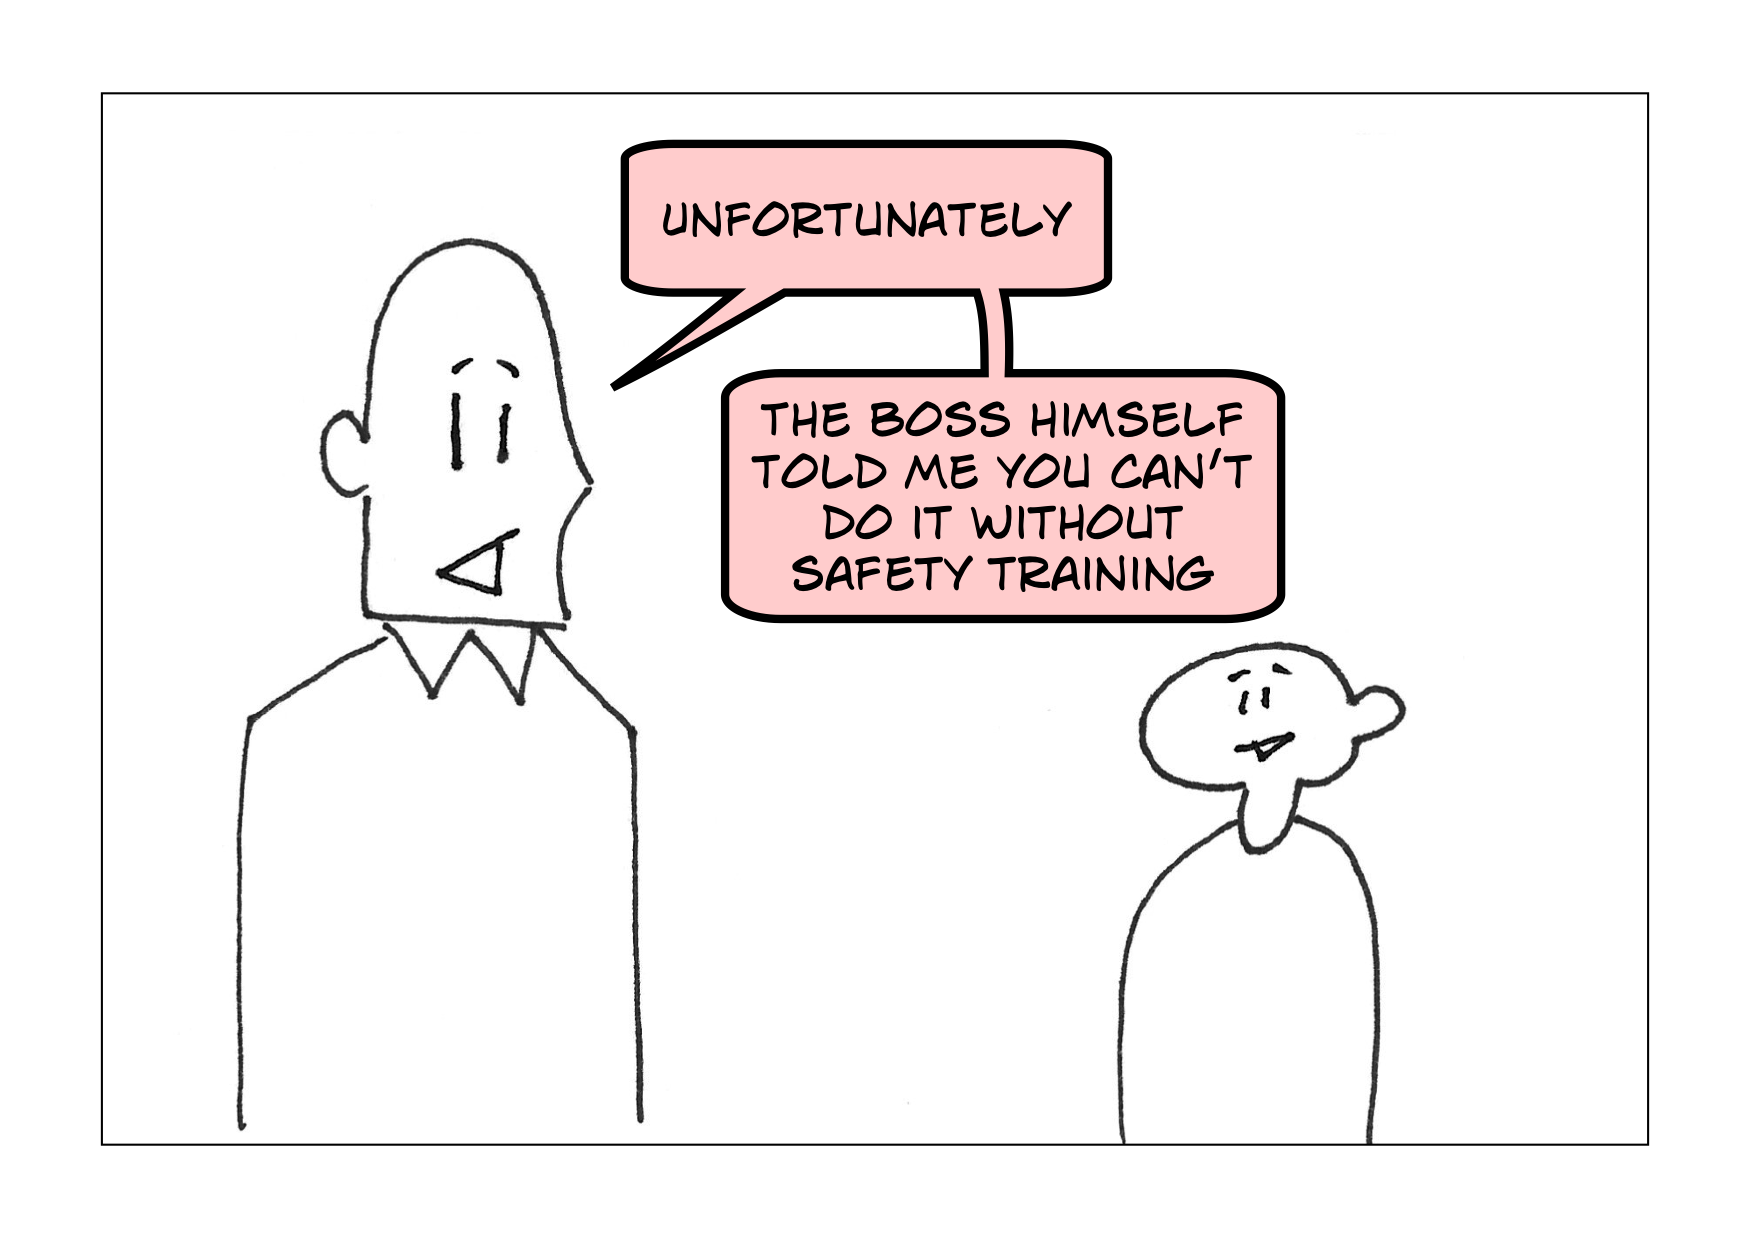 UNFORTUNATELY
THE BOSS HIMSELF
TOLD ME YOU CAN'T
DO IT WITHOUT
SAFETY TRAINING